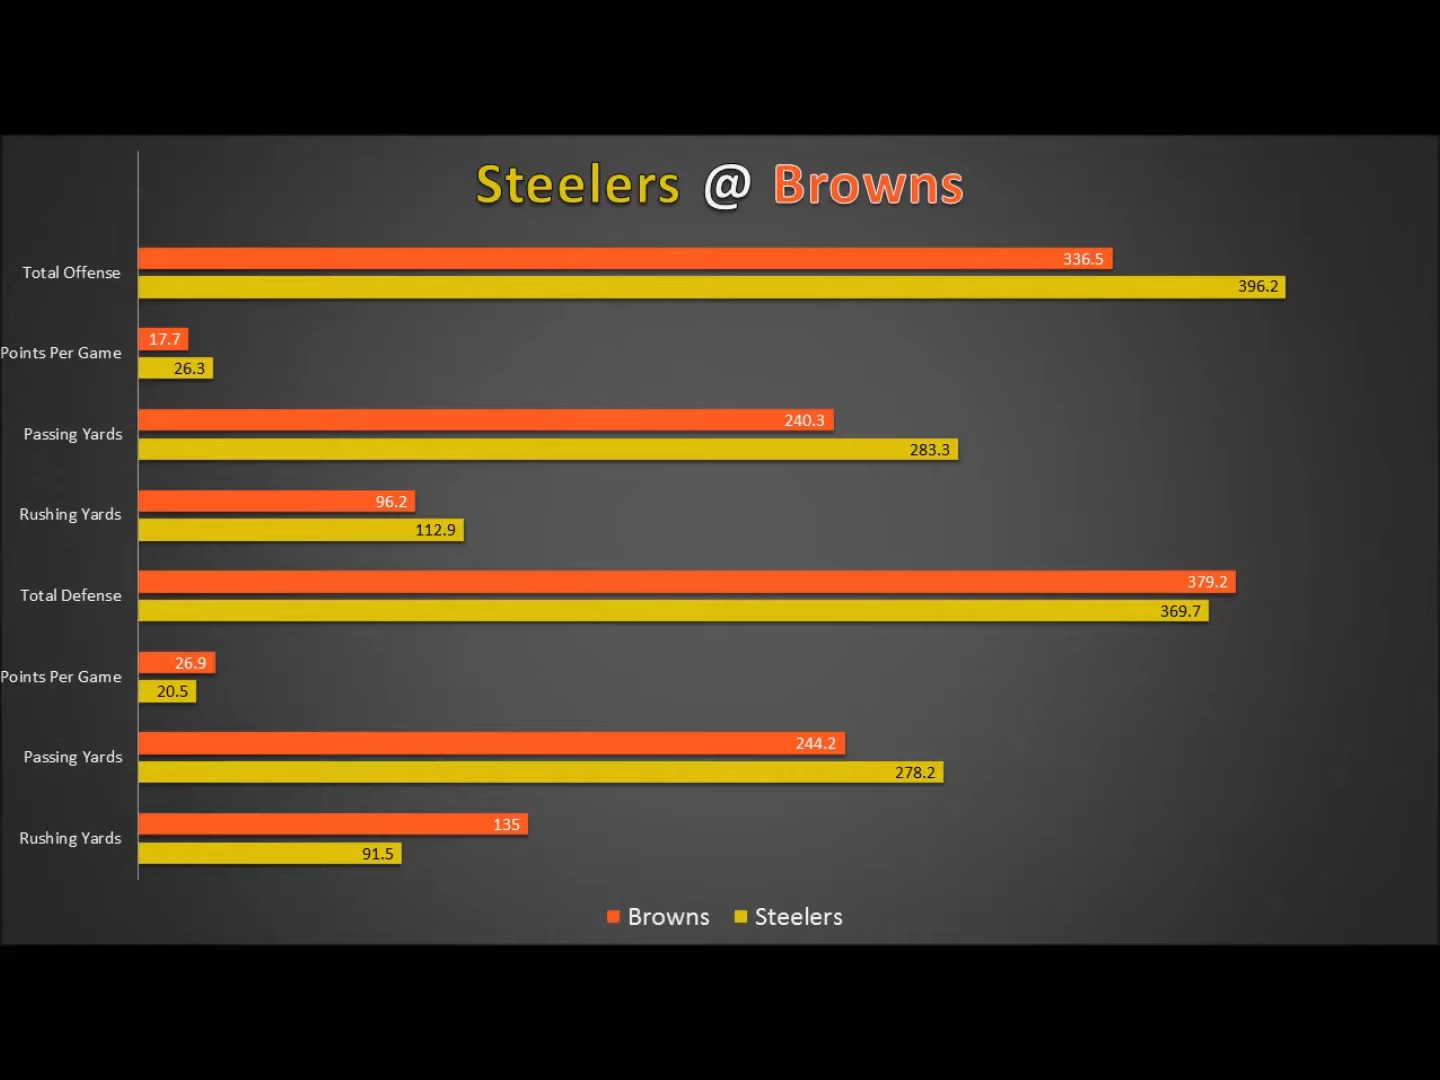 Steelers @ Browns
Total Offense
336.5
396.2
Points Per Game
17.7
26.3
Passing Yards
240.3
283.3
Rushing Yards
96.2
112.9
Total Defense
379.2
369.7
Points Per Game
26.9
20.5
Passing Yards
244.2
278.2
Rushing Yards
135
91.5
Browns Steelers